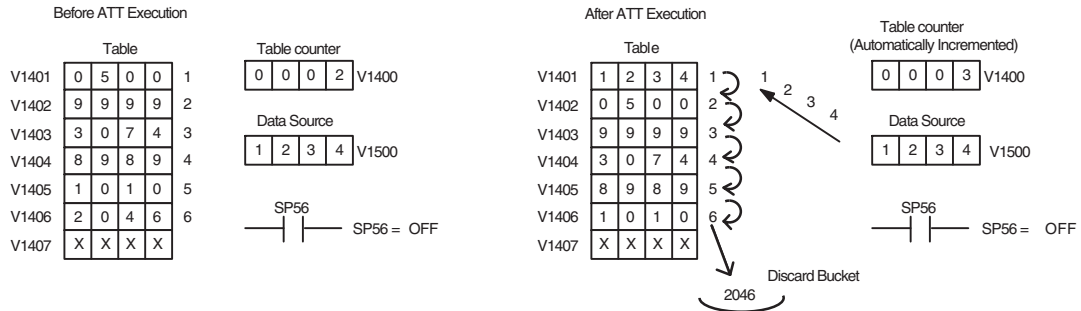 Before ATT Execution
Table
Table counter
V1401 0 5 0 0 1
0 0 0 2 V1400
V1402 9 9 9 9 2
V1403 3 0 7 4 3
Data Source
V1404 8 9 8 9 4
1 2 3 4 V1500
V1405 1 0 1 0 5
V1406 2 0 4 6 6
SP56
SP56 = OFF
V1407 X X X X
After ATT Execution
Table
Table counter
(Automatically Incremented)
V1401 1 2 3 4 1
1
2
3
4
0 0 0 3 V1400
V1402 0 5 0 0 2
V1403 9 9 9 9 3
Data Source
V1404 3 0 7 4 4
1 2 3 4 V1500
V1405 8 9 8 9 5
V1406 1 0 1 0 6
SP56
SP56 = OFF
V1407 X X X X
Discard Bucket
2046